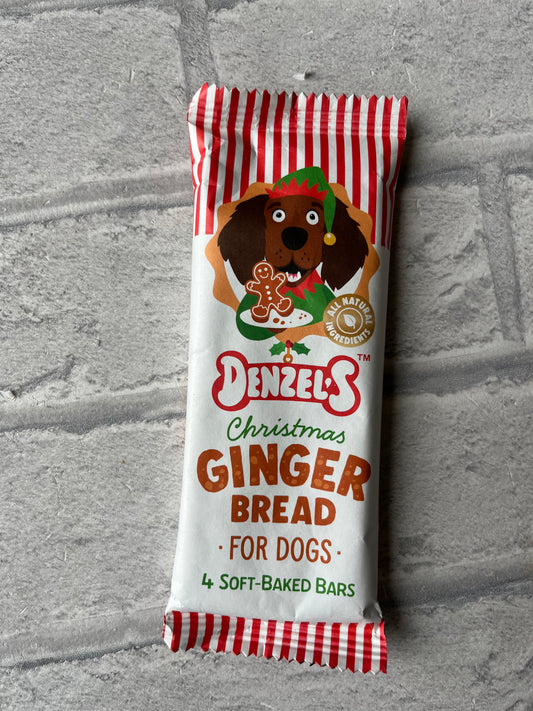 ALL NATURAL
INGREDIENTS
DENZEL'S™
Christmas
GINGER
BREAD
· FOR DOGS ·
4 SOFT-BAKED BARS